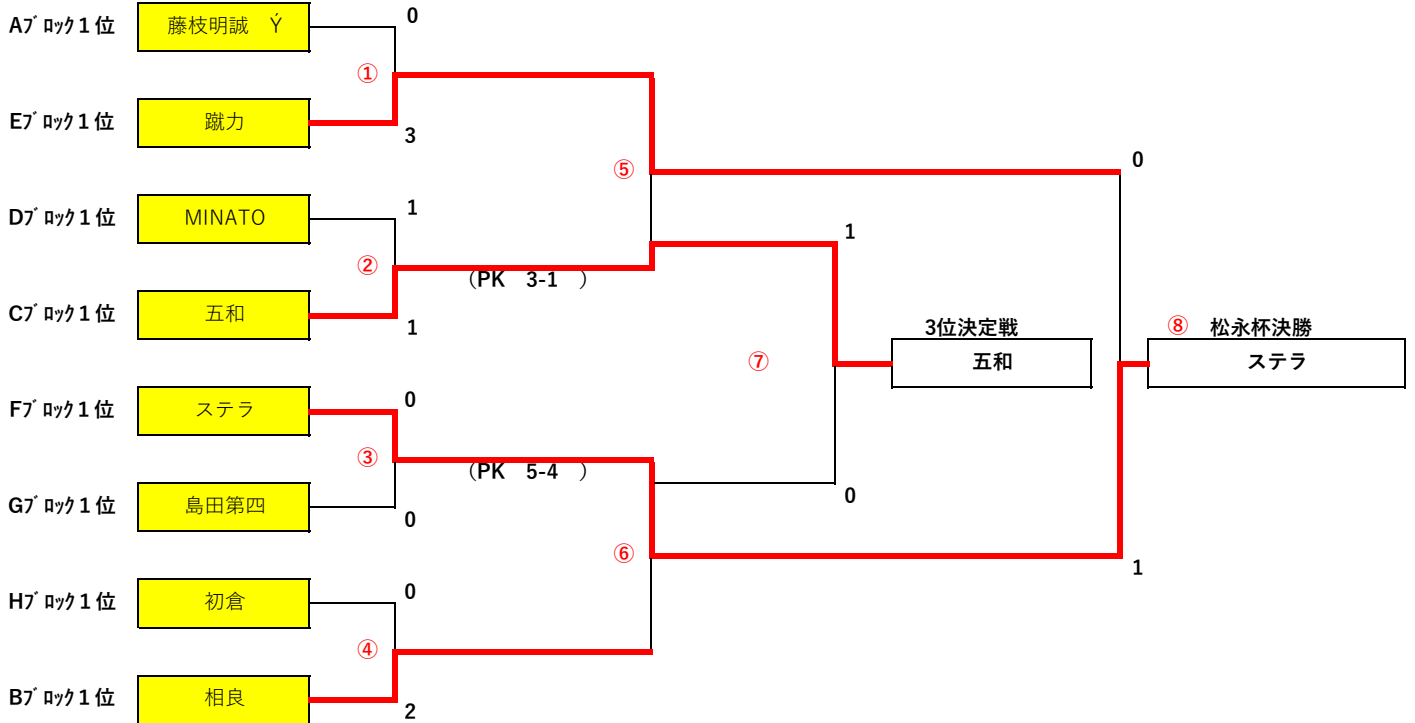 Aﾌﾞﾛｯｸ１位 藤枝明誠　Ý 0
①
Eﾌﾞﾛｯｸ１位 蹴力 3
⑤ 0
Dﾌﾞﾛｯｸ１位 MINATO 1
1
② （PK　3-1　）
Cﾌﾞﾛｯｸ１位 五和 1
3位決定戦 ⑧ 松永杯決勝
⑦ 五和 ステラ
Fﾌﾞﾛｯｸ１位 ステラ 0
③ （PK　5-4　）
0
Gﾌﾞﾛｯｸ１位 島田第四 0
⑥ 1
Hﾌﾞﾛｯｸ１位 初倉 0
④
Bﾌﾞﾛｯｸ１位 相良 2